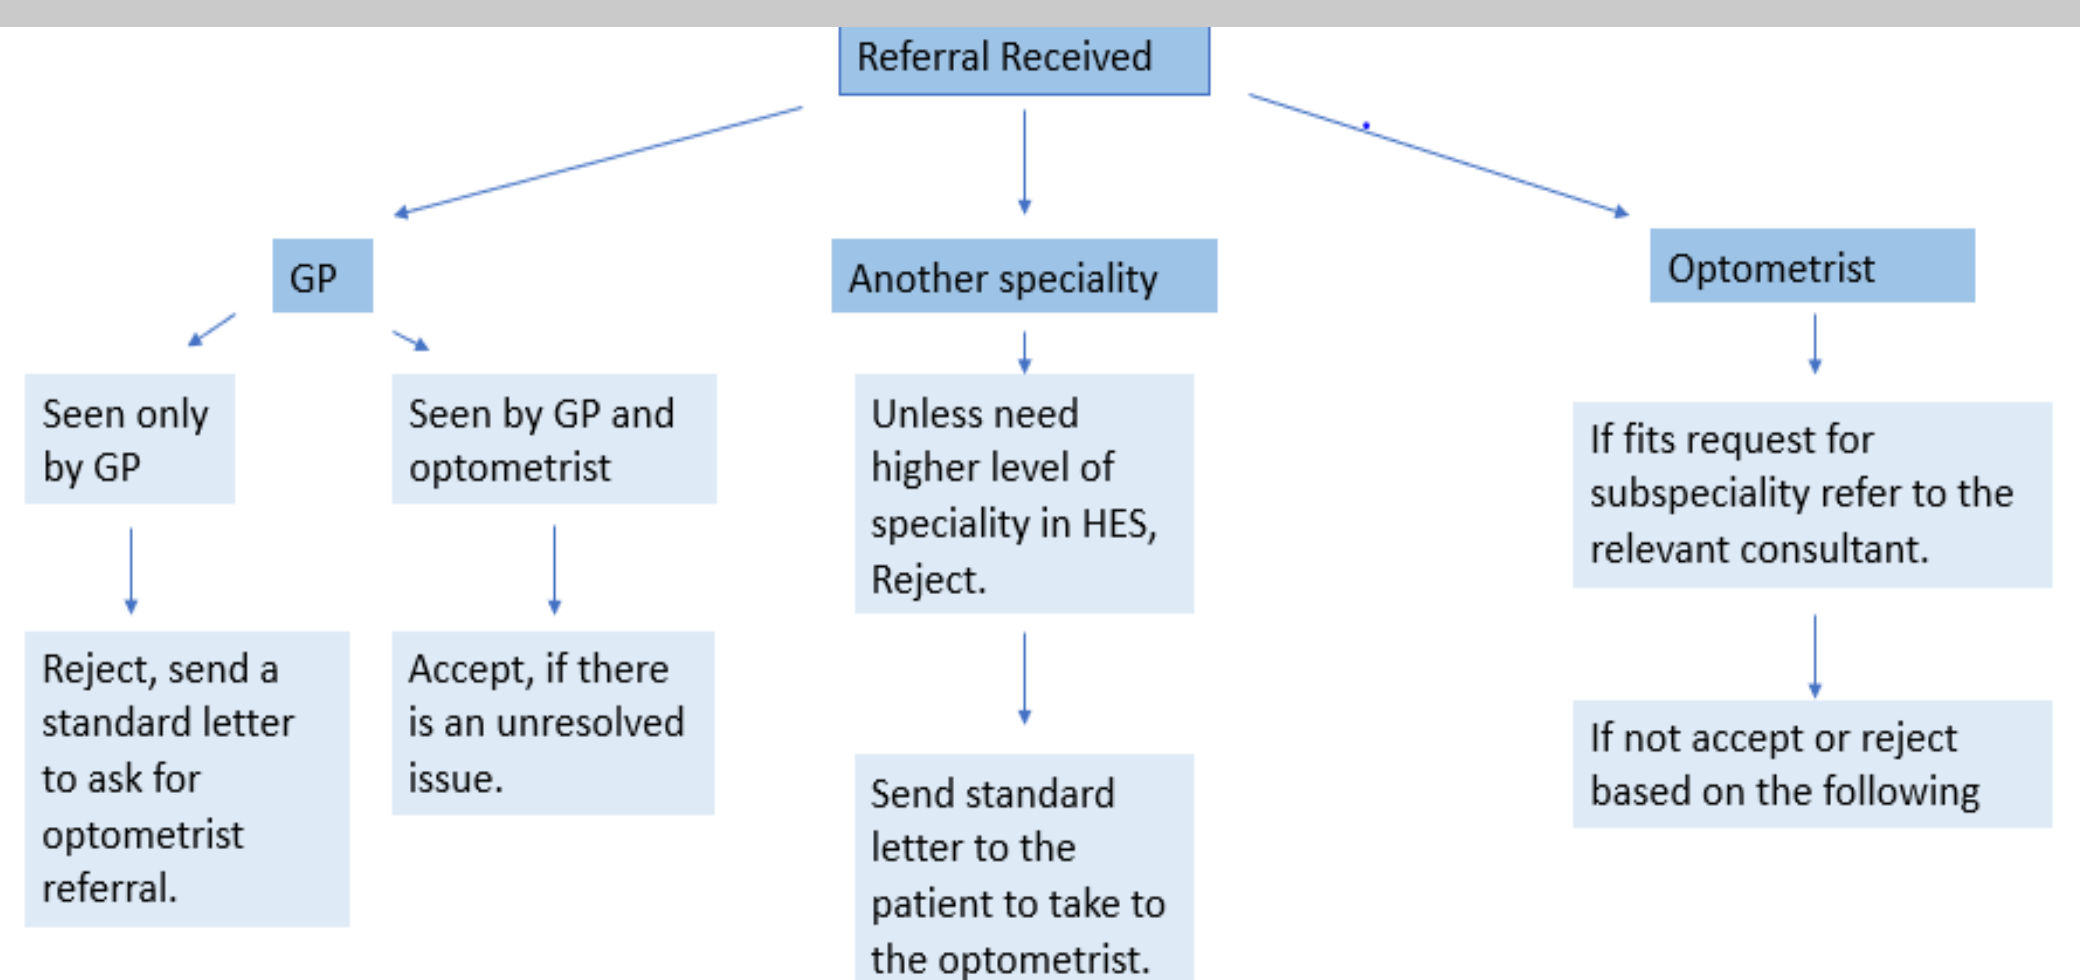 Referral Received
GP
Another speciality
Optometrist
Seen only
by GP
Seen by GP and
optometrist
Unless need
higher level of
speciality in HES,
Reject.
If fits request for
subspeciality refer to the
relevant consultant.
Reject, send a
standard letter
to ask for
optometrist
referral.
Accept, if there
is an unresolved
issue.
Send standard
letter to the
patient to take to
the optometrist.
If not accept or reject
based on the following